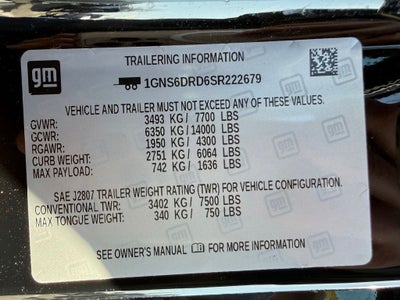 TRAILERING INFORMATION
gm
1GNS6DRD6SR222679
VEHICLE AND TRAILER MUST NOT EXCEED ANY OF THESE VALUES.
GVWR: 3493 KG/ 7700 LBS
GCWR: 6350 KG/ 14000 LBS
RGAWR: 1950 KG/ 4300 LBS
CURB WEIGHT: 2751 KG/ 6064 LBS
MAX PAYLOAD: 742 KG/ 1636 LBS
SAE J2807 TRAILER WEIGHT RATING (TWR) FOR VEHICLE CONFIGURATION.
CONVENTIONAL TWR: 3402 KG/ 7500 LBS
MAX TONGUE WEIGHT: 340 KG/ 750 LBS
SEE OWNER'S MANUAL FOR MORE INFORMATION